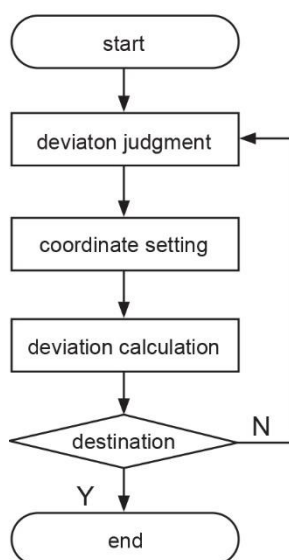 start
deviaton judgment
coordinate setting
deviation calculation
destination
N
Y
end